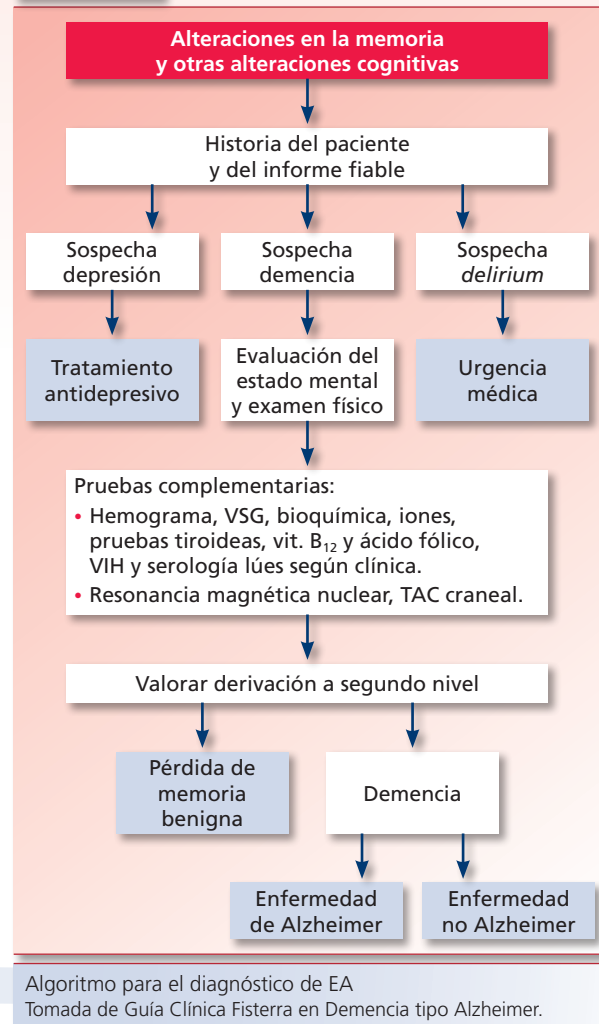 Alteraciones en la memoria
y otras alteraciones cognitivas
Historia del paciente
y del informe fiable
Sospecha
depresión
Sospecha
demencia
Sospecha
delirium
Tratamiento
antidepresivo
Evaluación del
estado mental
y examen físico
Urgencia
médica
Pruebas complementarias:
• Hemograma, VSG, bioquímica, iones,
pruebas tiroideas, vit. B₁₂ y ácido fólico,
VIH y serología lúes según clínica.
• Resonancia magnética nuclear, TAC craneal.
Valorar derivación a segundo nivel
Pérdida de
memoria
benigna
Demencia
Enfermedad
de Alzheimer
Enfermedad
no Alzheimer
Algoritmo para el diagnóstico de EA
Tomada de Guía Clínica Fisterra en Demencia tipo Alzheimer.